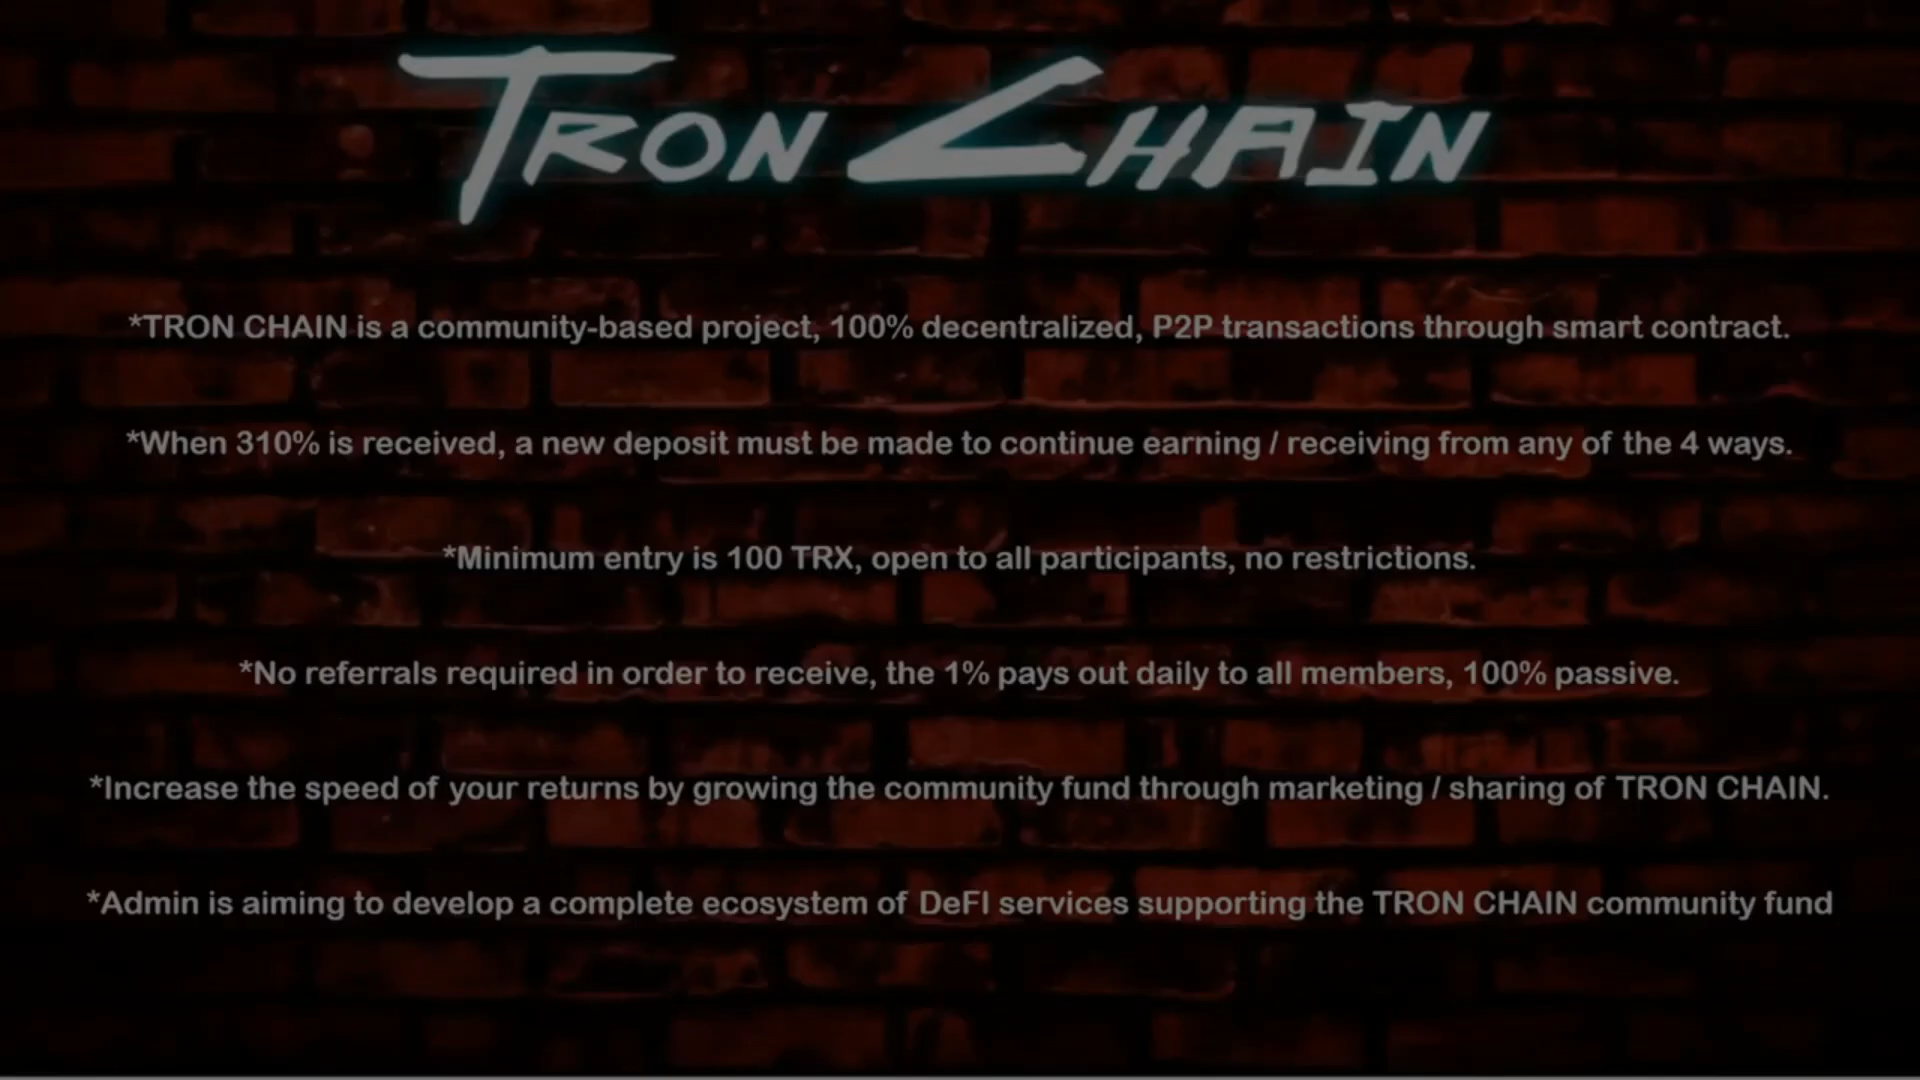 TRON CHAIN
*TRON CHAIN is a community-based project, 100% decentralized, P2P transactions through smart contract.
*When 310% is received, a new deposit must be made to continue earning / receiving from any of the 4 ways.
*Minimum entry is 100 TRX, open to all participants, no restrictions.
*No referrals required in order to receive, the 1% pays out daily to all members, 100% passive.
*Increase the speed of your returns by growing the community fund through marketing / sharing of TRON CHAIN.
*Admin is aiming to develop a complete ecosystem of DeFI services supporting the TRON CHAIN community fund